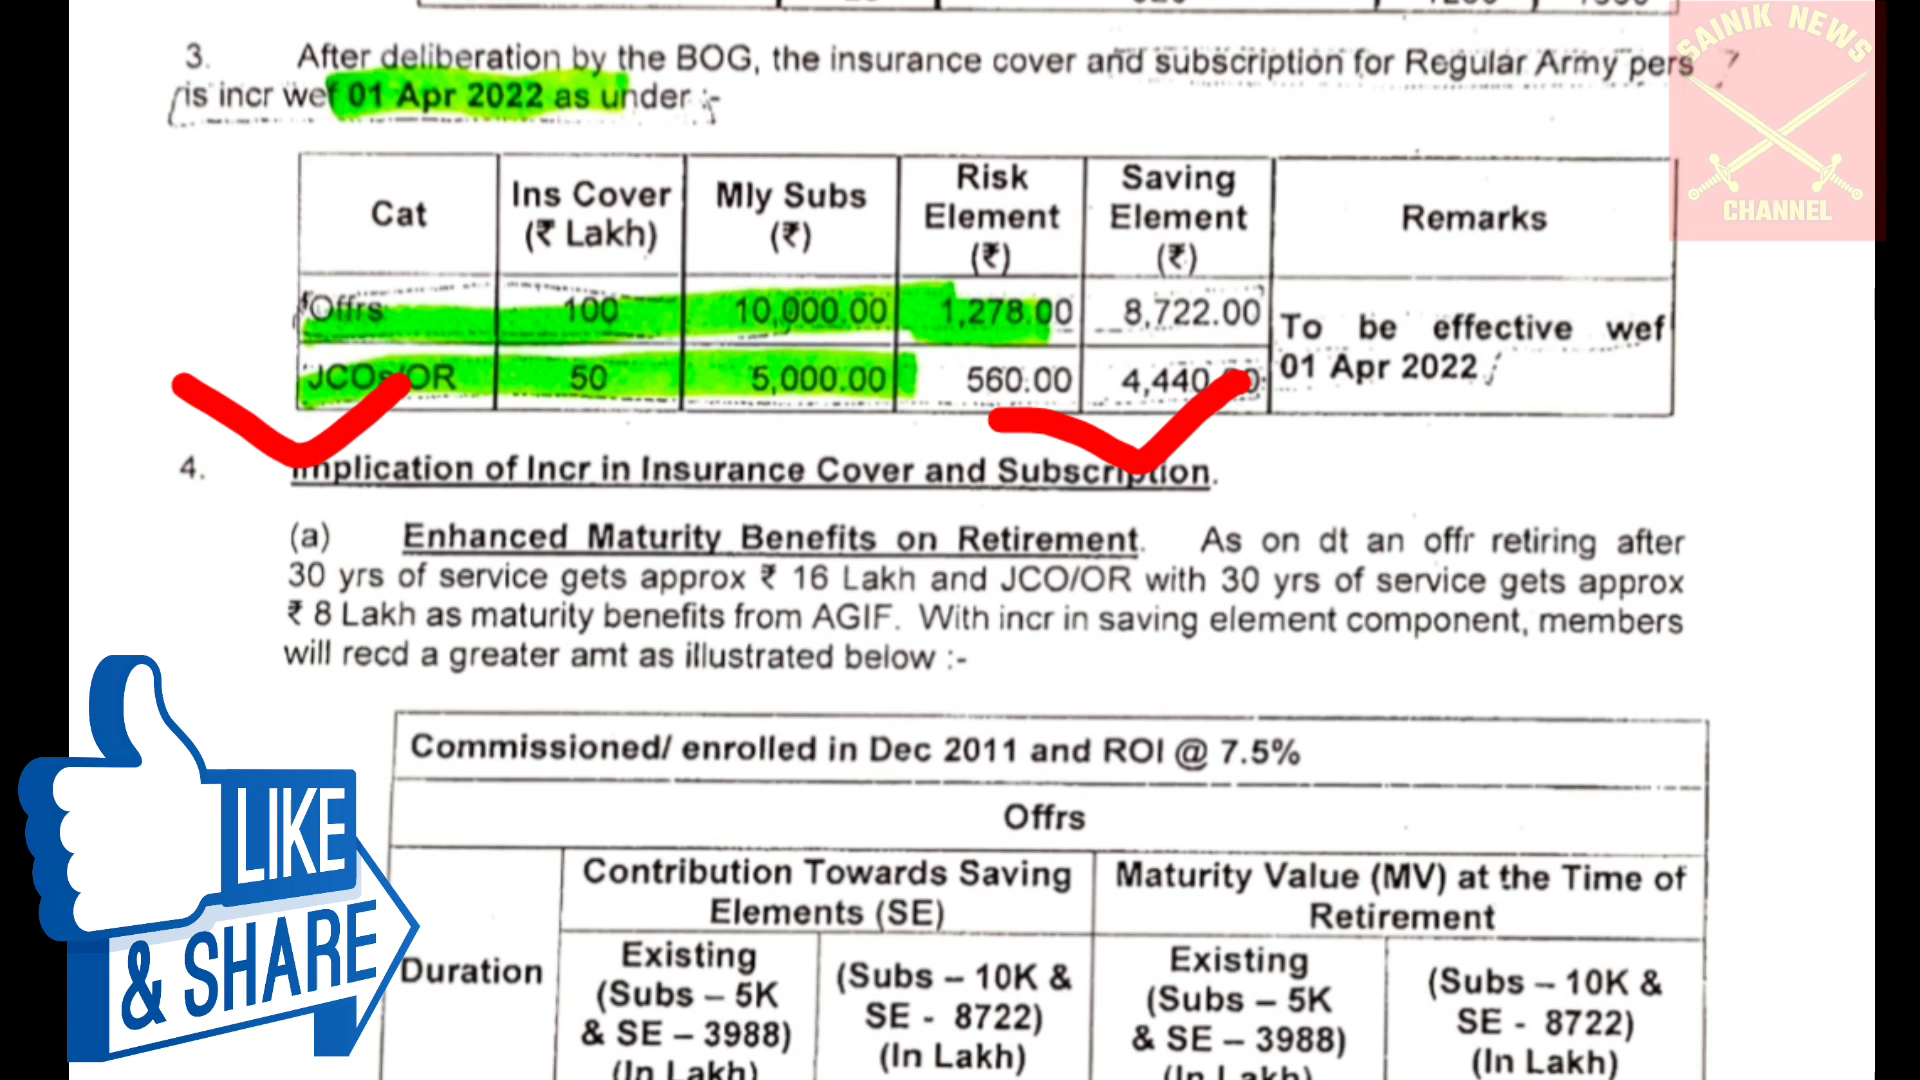 3. After deliberation by the BOG, the insurance cover and subscription for Regular Army pers
is incr wef 01 Apr 2022 as under :-
Cat Ins Cover (₹ Lakh) Mly Subs (₹) Risk Element (₹) Saving Element (₹) Remarks
Offrs 100 10,000.00 1,278.00 8,722.00 To be effective wef
JCOs/OR 50 5,000.00 560.00 4,440.00 01 Apr 2022
4. Implication of Incr in Insurance Cover and Subscription.
(a) Enhanced Maturity Benefits on Retirement. As on dt an offr retiring after
30 yrs of service gets approx ₹ 16 Lakh and JCO/OR with 30 yrs of service gets approx
₹ 8 Lakh as maturity benefits from AGIF. With incr in saving element component, members
will recd a greater amt as illustrated below :-
Commissioned/ enrolled in Dec 2011 and ROI @ 7.5%
Offrs
Duration
Contribution Towards Saving
Elements (SE)
Maturity Value (MV) at the Time of
Retirement
Existing
(Subs – 5K
& SE – 3988)
(In Lakh)
(Subs – 10K &
SE - 8722)
(In Lakh)
Existing
(Subs – 5K
& SE – 3988)
(In Lakh)
(Subs – 10K &
SE - 8722)
(In Lakh)
SAINIK NEWS
CHANNEL
LIKE
& SHARE